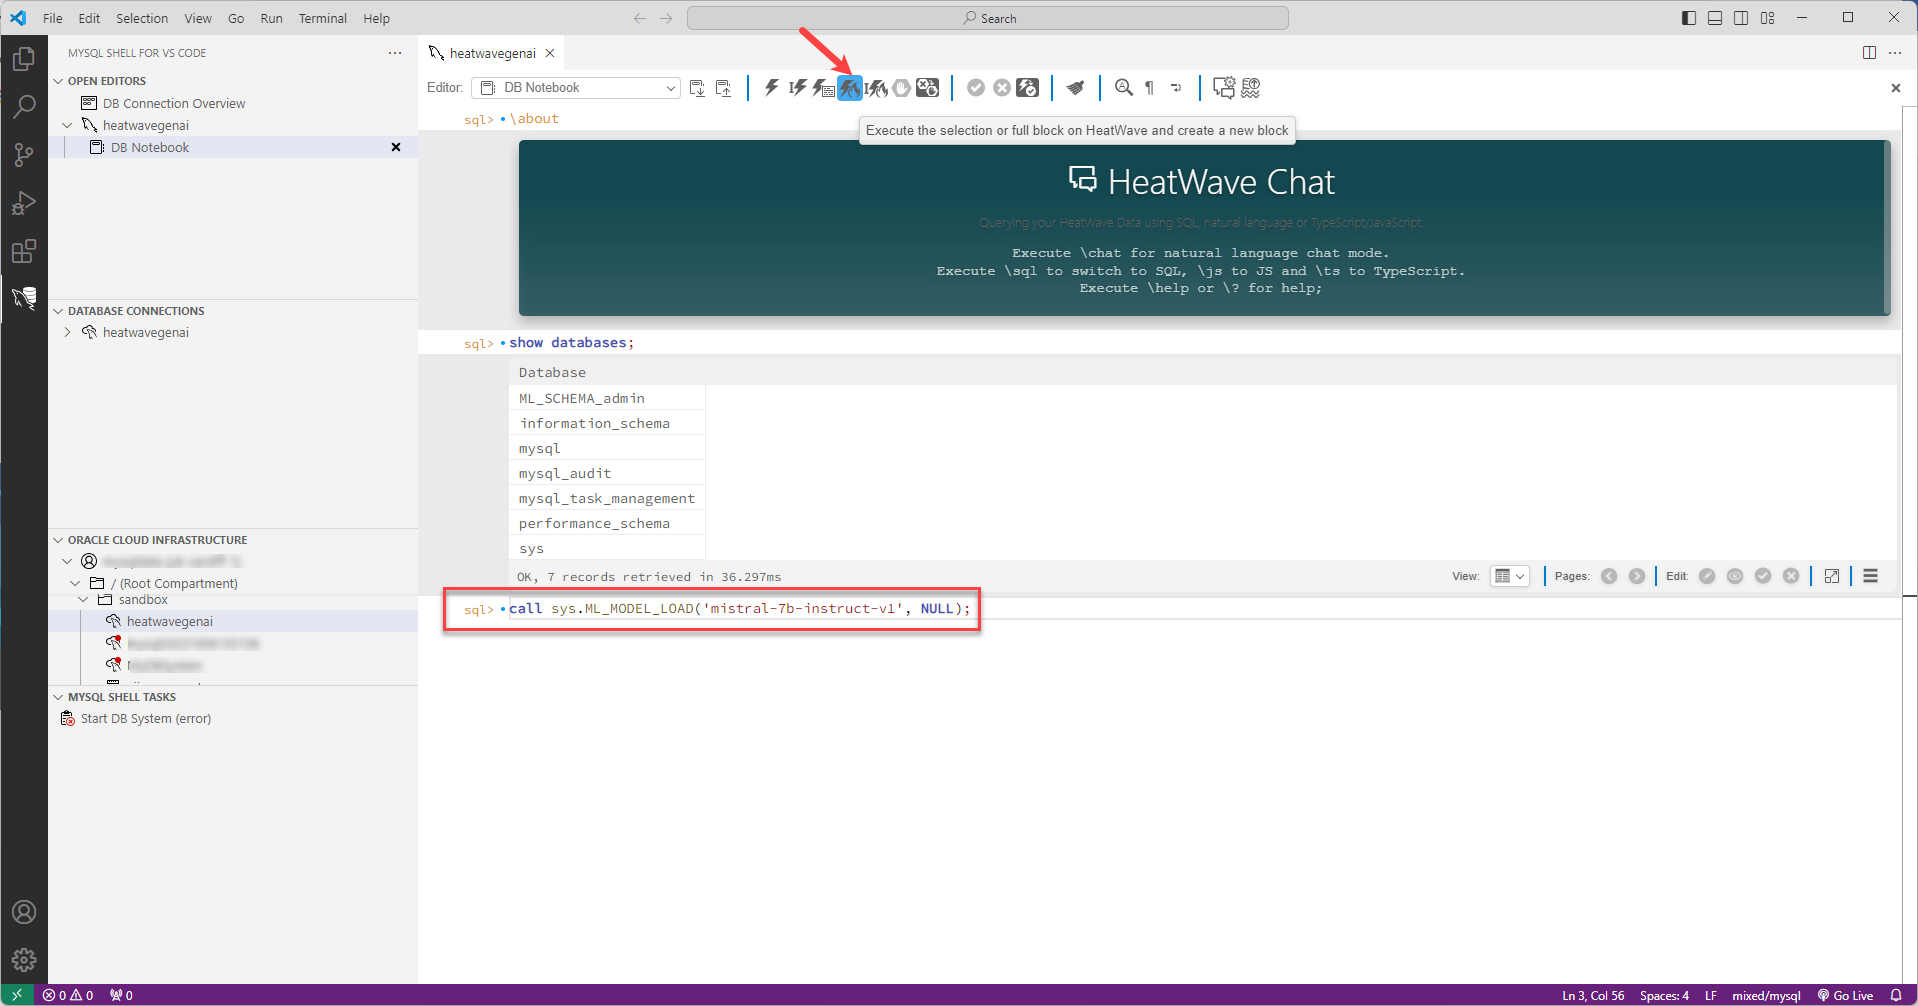 File Edit Selection View Go Run Terminal Help
Search
MYSQL SHELL FOR VS CODE
OPEN EDITORS
DB Connection Overview
heatwavegenai
DB Notebook
DATABASE CONNECTIONS
heatwavegenai
ORACLE CLOUD INFRASTRUCTURE
/ (Root Compartment)
sandbox
heatwavegenai
MYSQL SHELL TASKS
Start DB System (error)
heatwavegenai
Editor: DB Notebook
sql> \about
Execute the selection or full block on HeatWave and create a new block
HeatWave Chat
Querying your HeatWave Data using SQL, natural language or TypeScript/JavaScript.
Execute \chat for natural language chat mode.
Execute \sql to switch to SQL, \js to JS and \ts to TypeScript.
Execute \help or \? for help;
sql> show databases;
Database
ML_SCHEMA_admin
information_schema
mysql
mysql_audit
mysql_task_management
performance_schema
sys
OK, 7 records retrieved in 36.297ms
View: Pages: Edit:
sql> call sys.ML_MODEL_LOAD('mistral-7b-instruct-v1', NULL);
0 0 0
Ln 3, Col 56 Spaces: 4 LF mixed/mysql Go Live